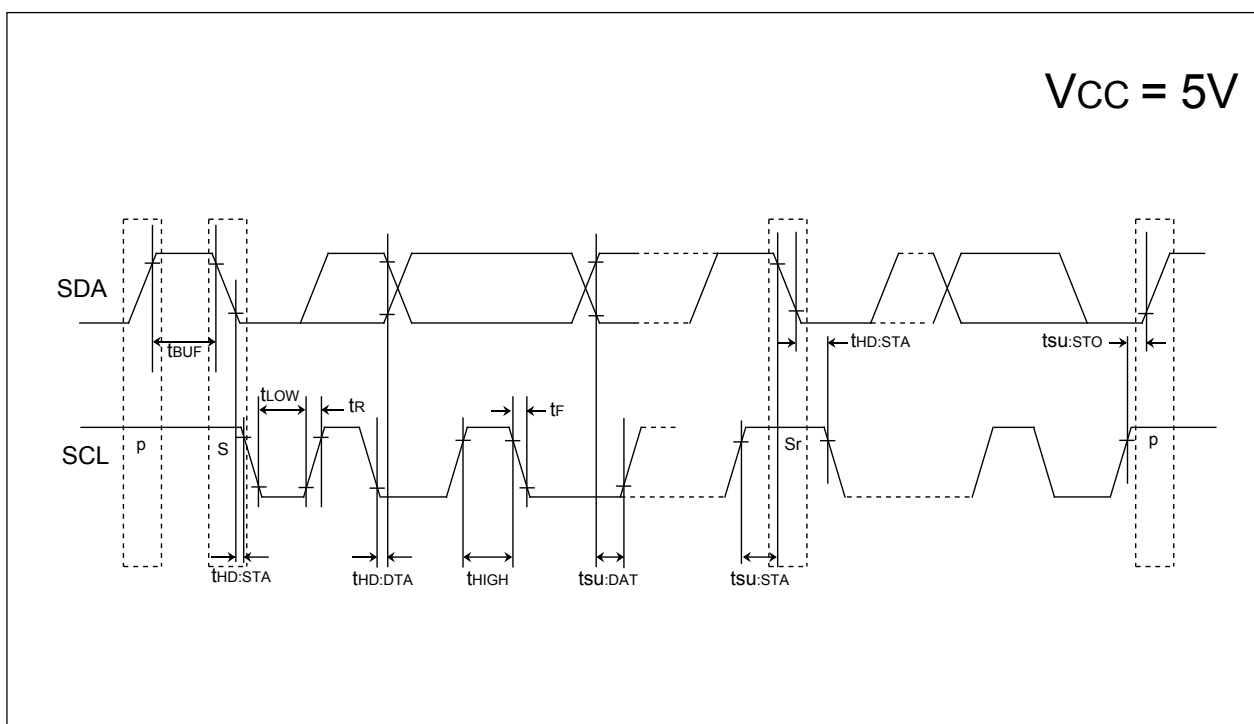 VCC = 5V
SDA
tBUF
tHD:STA
tsu:STO
tLOW
tR
tF
SCL
p
S
Sr
p
tHD:STA
tHD:DTA
tHIGH
tsu:DAT
tsu:STA